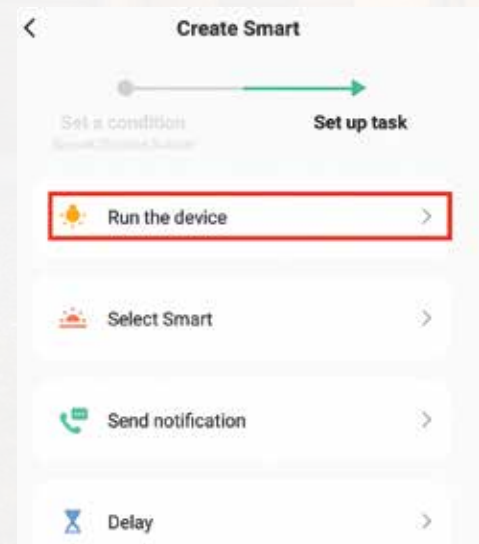 Create Smart
Set a condition
Set up task
Run the device
Select Smart
Send notification
Delay